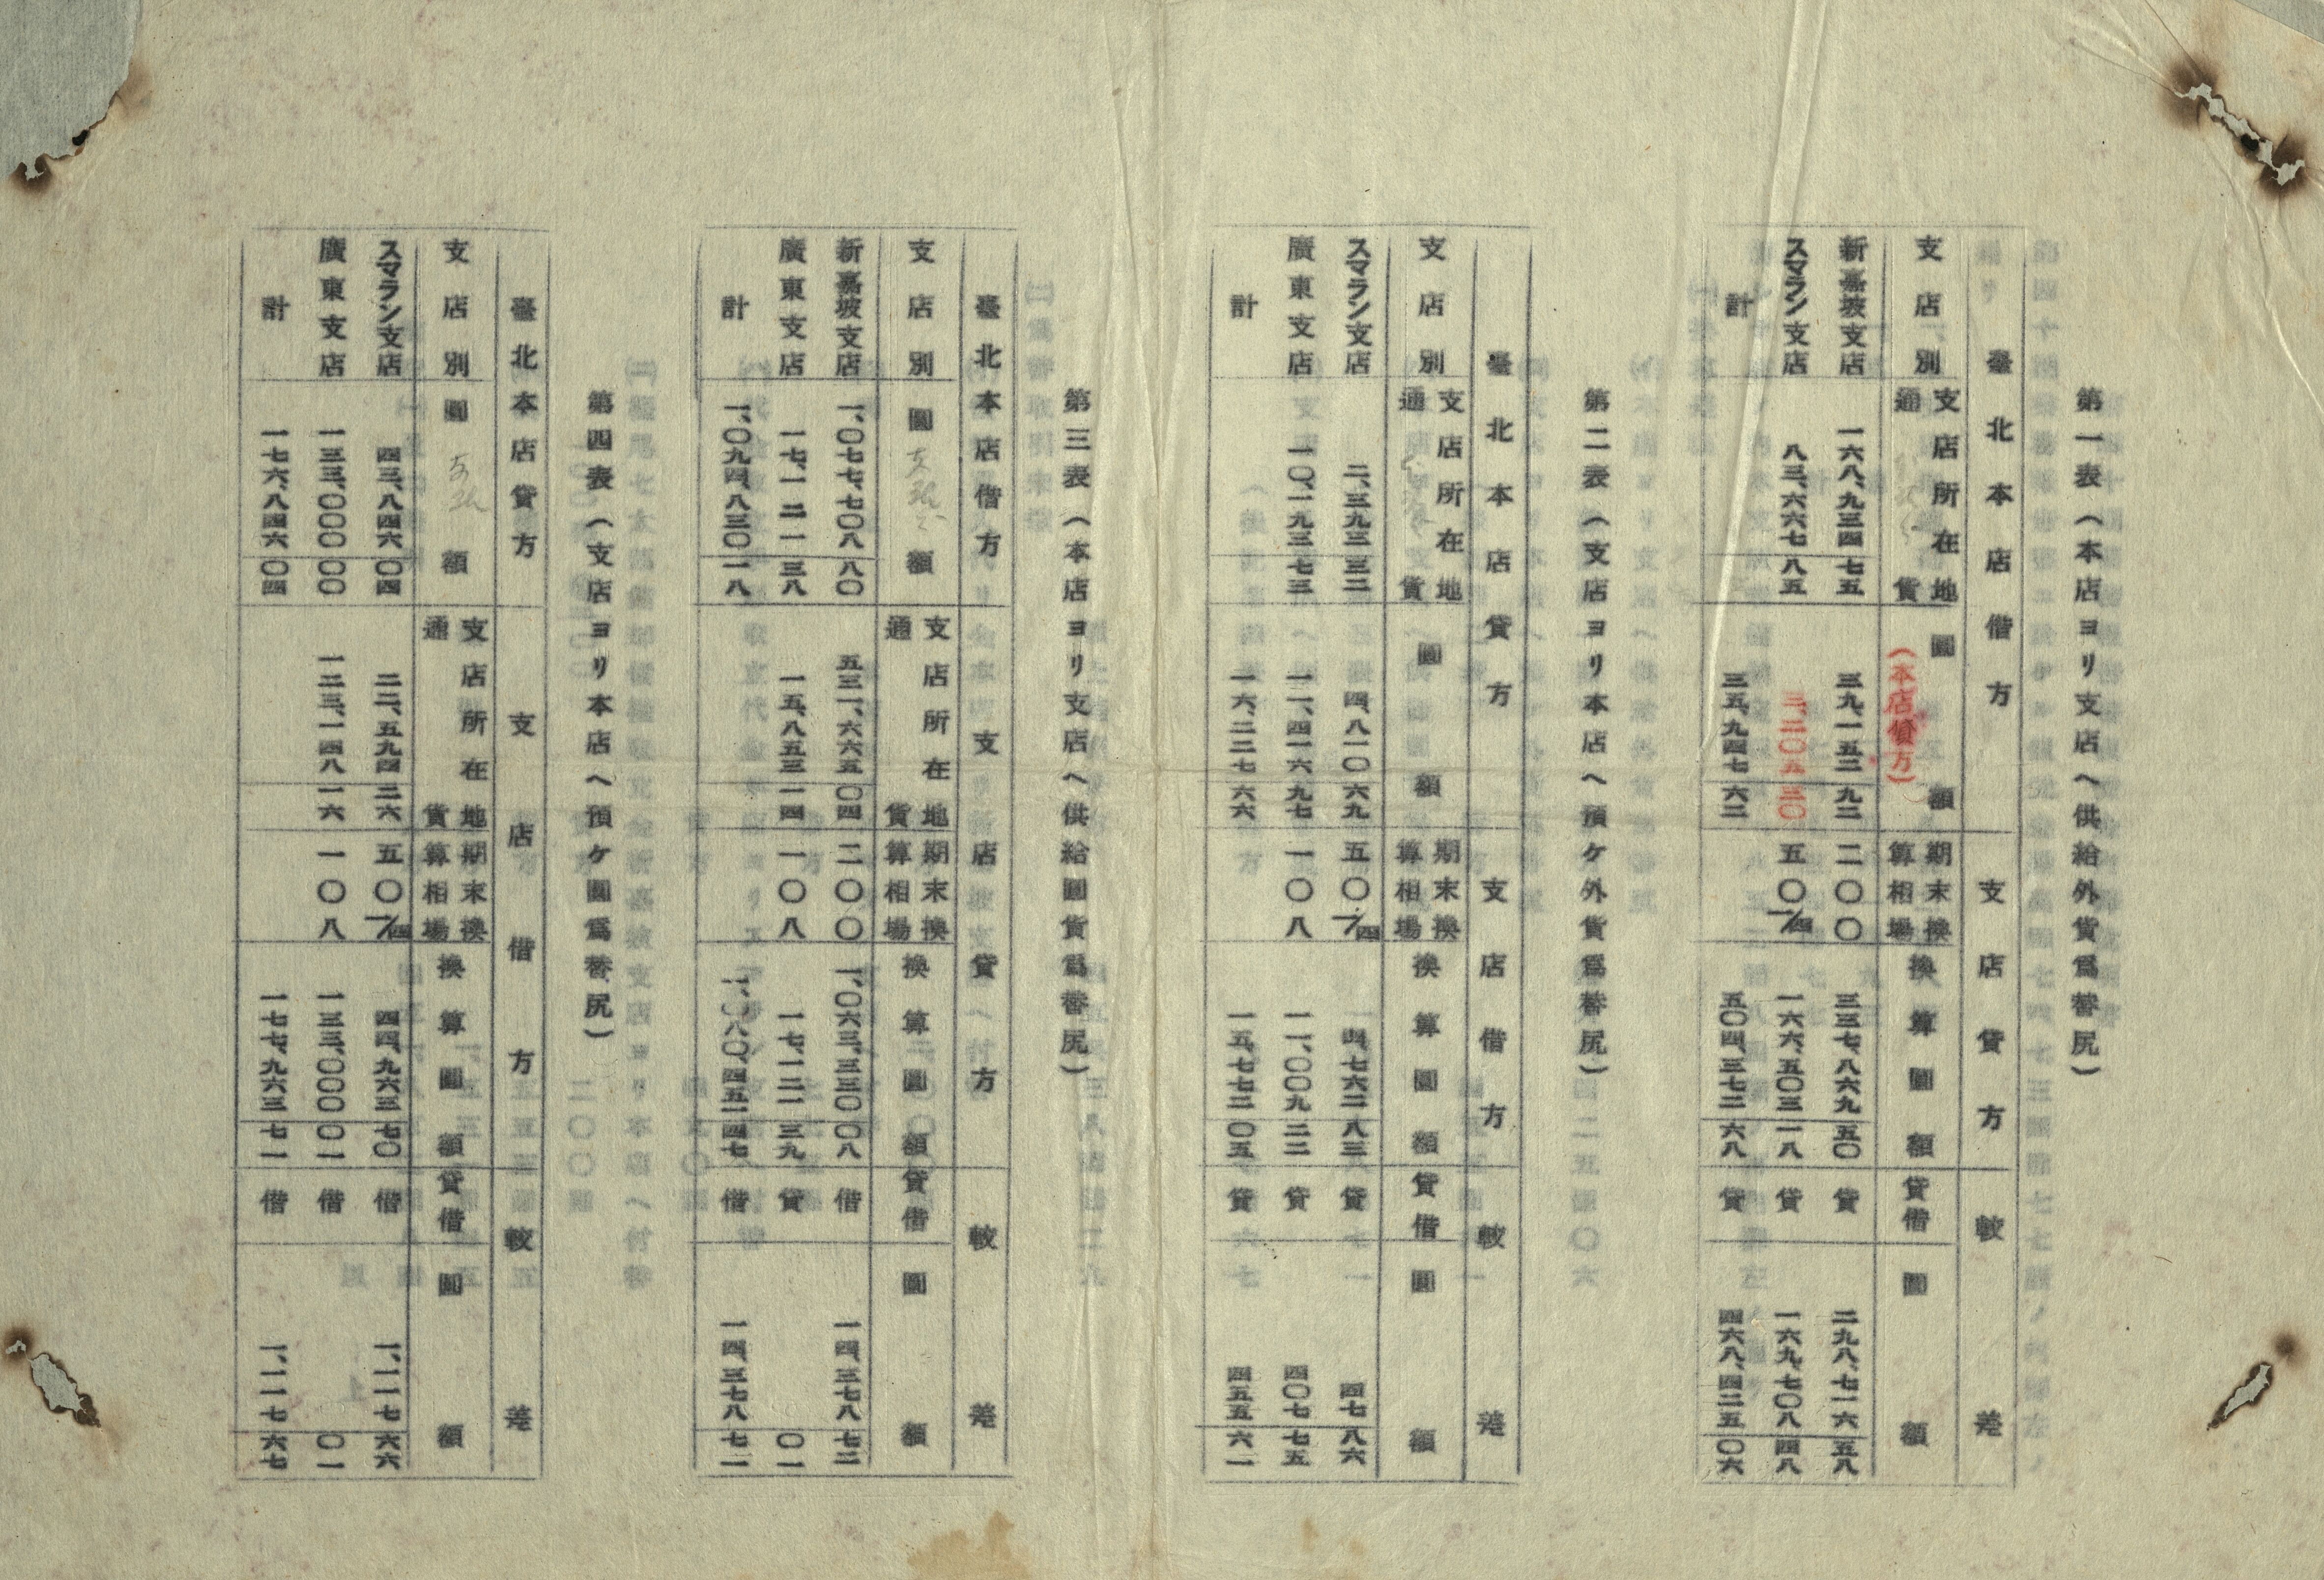 第一表(本店ヨリ支店ヘ供給外貨爲替尻)
臺北本店借方 支店貸方 較差
支店別 支店所在地通貨 圓額 (本店貸方) 期末換算相場 換算圓額 貸借 圓額
新嘉坡支店 一六八、九三四 七五 三九、一五二 九二 二〇〇 三三七、八六九 五〇 貸 二九八、七一六 五八
スマラン支店 八三、六六七 八五 三、二〇五 三〇 五〇一/四 一六六、五〇三 一八 貸 一六九、七〇八 四八
計 三五、九四七 六二 五〇四、三七二 六八 貸 四六八、四二五 〇六
第二表(支店ヨリ本店ヘ預ケ外貨爲替尻)
臺北本店貸方 支店借方 較差
支店別 支店所在地通貨 圓額 期末換算相場 換算圓額 貸借 圓額
スマラン支店 二、三九三 三二 四、八一〇 六九 五〇一/四 四、七六二 八三 貸 四七 八六
廣東支店 一〇、一九三 七三 一一、四一六 九七 一〇八 一一、〇〇九 二二 貸 四〇七 七五
計 一六、二二七 六六 一五、七七二 〇五 貸 四五五 六一
第三表(本店ヨリ支店ヘ供給圓貨爲替尻)
臺北本店借方 支店貸方 較差
支店別 圓額 支店所在地通貨 期末換算相場 換算圓額 貸借 圓額
新嘉坡支店 一、〇七七、七〇八 八〇 五三一、六六五 〇四 二〇〇 一、〇六三、三三〇 〇八 借 一四、三七八 七二
廣東支店 一七、一二一 三八 一五、八五三 一四 一〇八 一七、一二一 三九 貸 〇一
計 一、〇九四、八三〇 一八 一、〇八〇、四五一 四七 借 一四、三七八 七一
第四表(支店ヨリ本店ヘ預ケ圓爲替尻)
臺北本店貸方 支店借方 較差
支店別 圓額 支店所在地通貨 期末換算相場 換算圓額 貸借 圓額
スマラン支店 四三、八四六 〇四 二二、五九四 二六 五〇一/四 四四、九六三 七〇 借 一、一一七 六六
廣東支店 一三三、〇〇〇 〇〇 一二三、一四八 一六 一〇八 一三三、〇〇〇 〇一 借 〇一
計 一七六、八四六 〇四 一七七、九六三 七一 借 一、一一七 六七